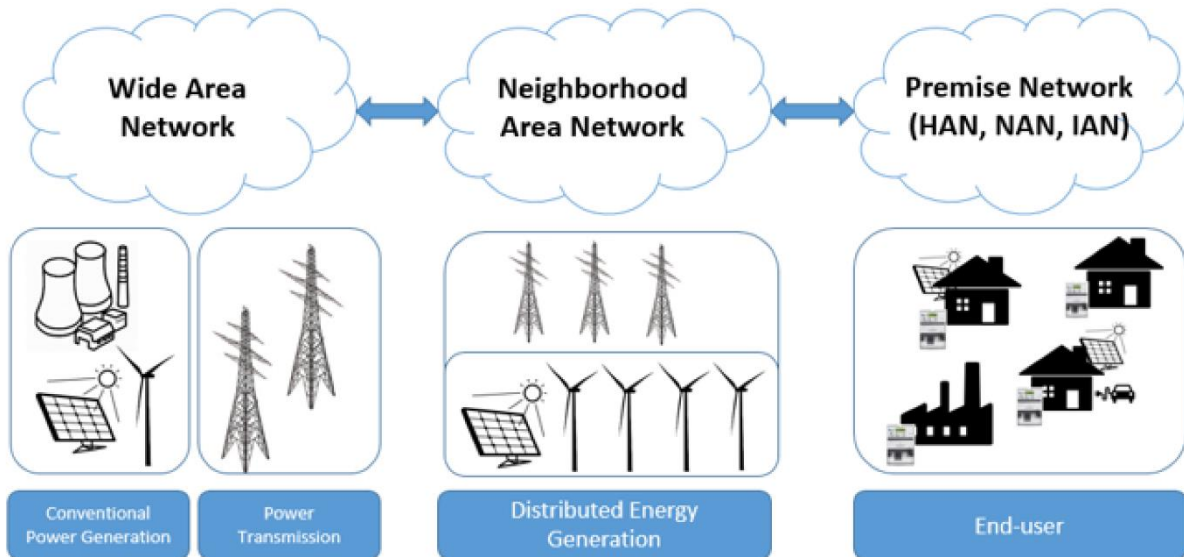 Wide Area
Network
Neighborhood
Area Network
Premise Network
(HAN, NAN, IAN)
Conventional
Power Generation
Power
Transmission
Distributed Energy
Generation
End-user